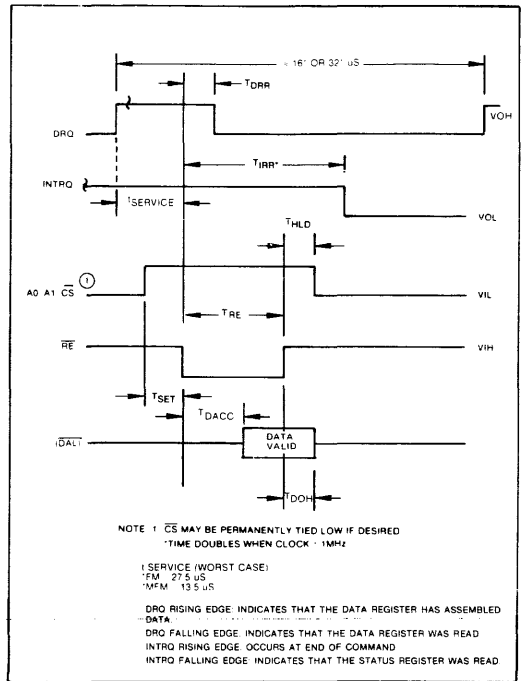 16* OR 32* uS
TDRR
VOH
DRQ
TIRR*
INTRQ
tSERVICE
VOL
THLD
A0 A1 CS 1
VIL
TRE
RE
VIH
TSET
TDACC
(DAL)
DATA
VALID
TDOH
NOTE 1 CS MAY BE PERMANENTLY TIED LOW IF DESIRED
*TIME DOUBLES WHEN CLOCK = 1MHz
t SERVICE (WORST CASE)
*FM 27.5 uS
*MFM 13.5 uS
DRQ RISING EDGE: INDICATES THAT THE DATA REGISTER HAS ASSEMBLED
DATA.
DRQ FALLING EDGE: INDICATES THAT THE DATA REGISTER WAS READ
INTRQ RISING EDGE: OCCURS AT END OF COMMAND
INTRQ FALLING EDGE: INDICATES THAT THE STATUS REGISTER WAS READ.